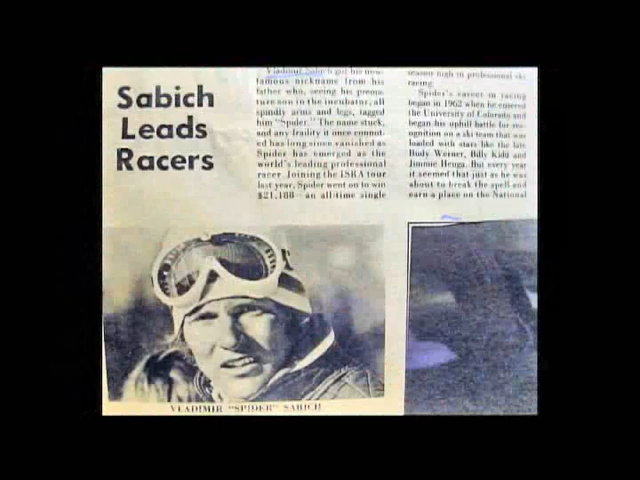 Sabich
Leads
Racers
Vladimir Sabich got his now-
famous nickname from his
father who, seeing his prema-
ture son in the incubator, all
spindly arms and legs, tagged
him "Spider." The name stuck,
and any frailty it once connot-
ed has long since vanished as
Spider has emerged as the
world's leading professional
racer. Joining the ISRA tour
last year, Spider went on to win
$21,188 — an all-time single
season high in professional ski
racing.
Spider's career in racing
began in 1962 when he entered
the University of Colorado and
began his uphill battle for rec-
ognition on a ski team that was
loaded with stars like the late
Buddy Werner, Billy Kidd and
Jimmie Heuga. But every year
it seemed that just as he was
about to break the spell and
earn a place on the National
VLADIMIR "SPIDER" SABICH